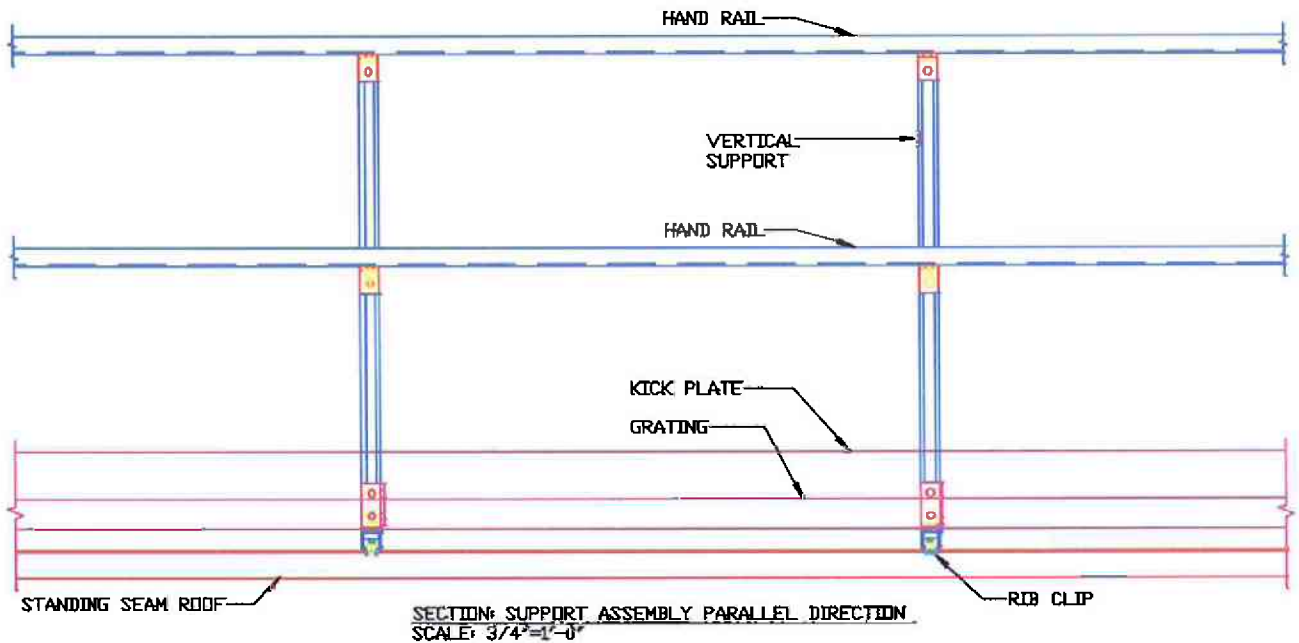 HAND RAIL
VERTICAL
SUPPORT
HAND RAIL
KICK PLATE
GRATING
STANDING SEAM ROOF
RIB CLIP
SECTION: SUPPORT ASSEMBLY PARALLEL DIRECTION
SCALE: 3/4"=1'-0"